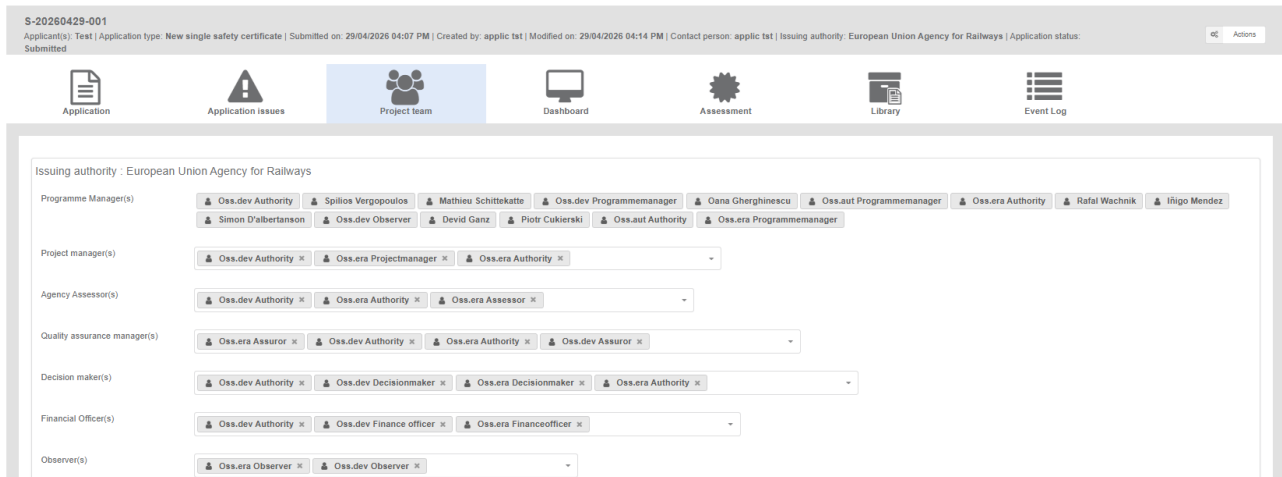 S-20260429-001
Applicant(s): Test | Application type: New single safety certificate | Submitted on: 29/04/2026 04:07 PM | Created by: applic tst | Modified on: 29/04/2026 04:14 PM | Contact person: applic tst | Issuing authority: European Union Agency for Railways | Application status:
Submitted
Actions
Application Application issues Project team Dashboard Assessment Library Event Log
Issuing authority : European Union Agency for Railways
Programme Manager(s) Oss.dev Authority Spilios Vergopoulos Mathieu Schittekatte Oss.dev Programmemanager Oana Gherghinescu Oss.aut Programmemanager Oss.era Authority Rafal Wachnik Iñigo Mendez
Simon D'albertanson Oss.dev Observer Devid Ganz Piotr Cukierski Oss.aut Authority Oss.era Programmemanager
Project manager(s) Oss.dev Authority × Oss.era Projectmanager × Oss.era Authority ×
Agency Assessor(s) Oss.dev Authority × Oss.era Authority × Oss.era Assessor ×
Quality assurance manager(s) Oss.era Assuror × Oss.dev Authority × Oss.era Authority × Oss.dev Assuror ×
Decision maker(s) Oss.dev Authority × Oss.dev Decisionmaker × Oss.era Decisionmaker × Oss.era Authority ×
Financial Officer(s) Oss.dev Authority × Oss.dev Finance officer × Oss.era Financeofficer ×
Observer(s) Oss.era Observer × Oss.dev Observer ×